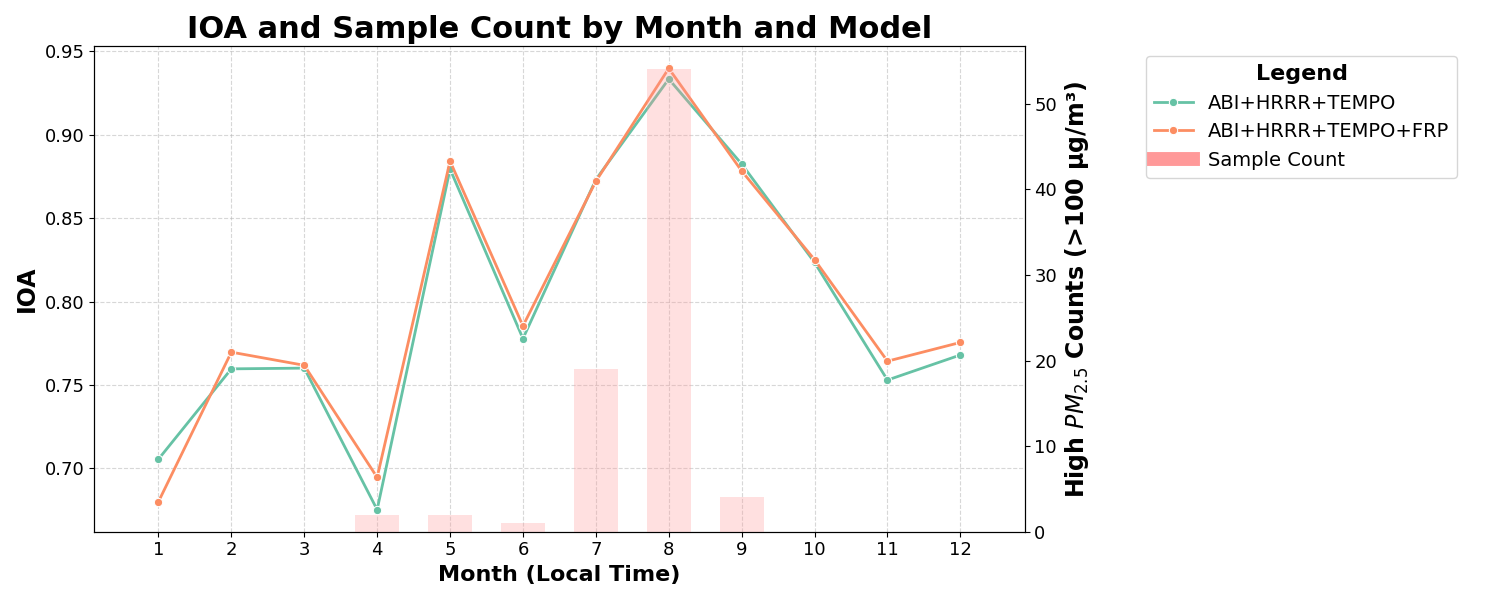 IOA and Sample Count by Month and Model
IOA
0.95
0.90
0.85
0.80
0.75
0.70
1 2 3 4 5 6 7 8 9 10 11 12
Month (Local Time)
50
40
30
20
10
0
High PM2.5 Counts (>100 μg/m³)
Legend
ABI+HRRR+TEMPO
ABI+HRRR+TEMPO+FRP
Sample Count